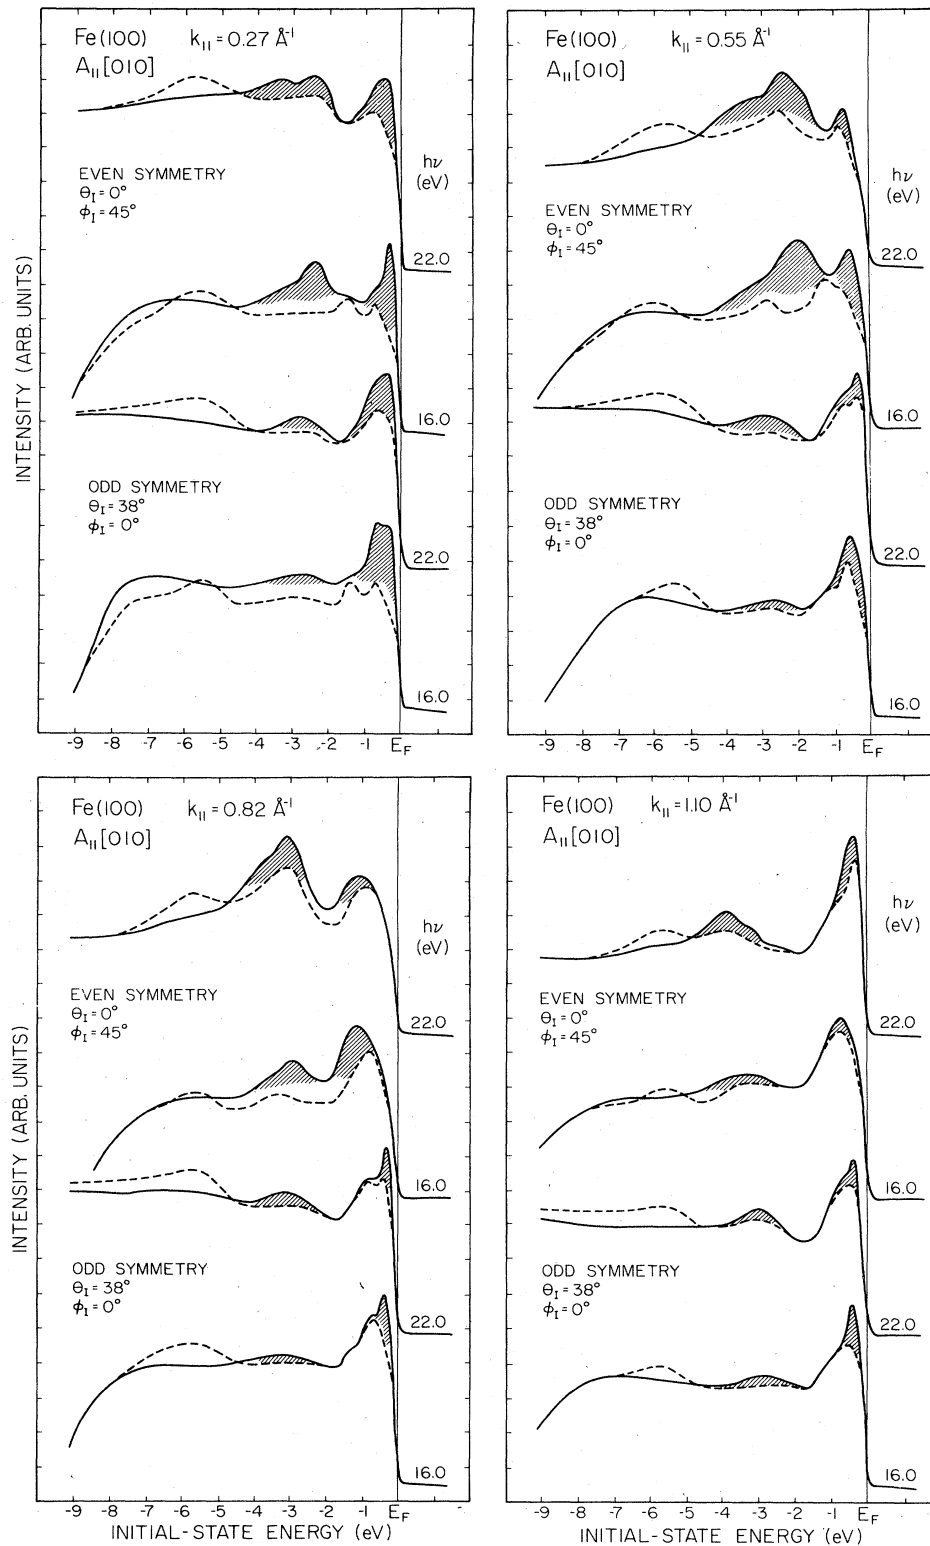 Fe(100) k∥ = 0.27 Å⁻¹
A∥[010]
EVEN SYMMETRY
θI = 0°
ϕI = 45°
hν
(eV)
22.0
16.0
ODD SYMMETRY
θI = 38°
ϕI = 0°
22.0
16.0
-9 -8 -7 -6 -5 -4 -3 -2 -1 EF
INTENSITY (ARB. UNITS)
Fe(100) k∥ = 0.55 Å⁻¹
A∥[010]
hν
(eV)
EVEN SYMMETRY
θI = 0°
ϕI = 45°
22.0
16.0
ODD SYMMETRY
θI = 38°
ϕI = 0°
22.0
16.0
-9 -8 -7 -6 -5 -4 -3 -2 -1 EF
Fe(100) k∥ = 0.82 Å⁻¹
A∥[010]
hν
(eV)
EVEN SYMMETRY
θI = 0°
ϕI = 45°
22.0
16.0
ODD SYMMETRY
θI = 38°
ϕI = 0°
22.0
16.0
-9 -8 -7 -6 -5 -4 -3 -2 -1 EF
INITIAL-STATE ENERGY (eV)
INTENSITY (ARB. UNITS)
Fe(100) k∥ = 1.10 Å⁻¹
A∥[010]
hν
(eV)
EVEN SYMMETRY
θI = 0°
ϕI = 45°
22.0
16.0
ODD SYMMETRY
θI = 38°
ϕI = 0°
22.0
16.0
-9 -8 -7 -6 -5 -4 -3 -2 -1 EF
INITIAL-STATE ENERGY (eV)